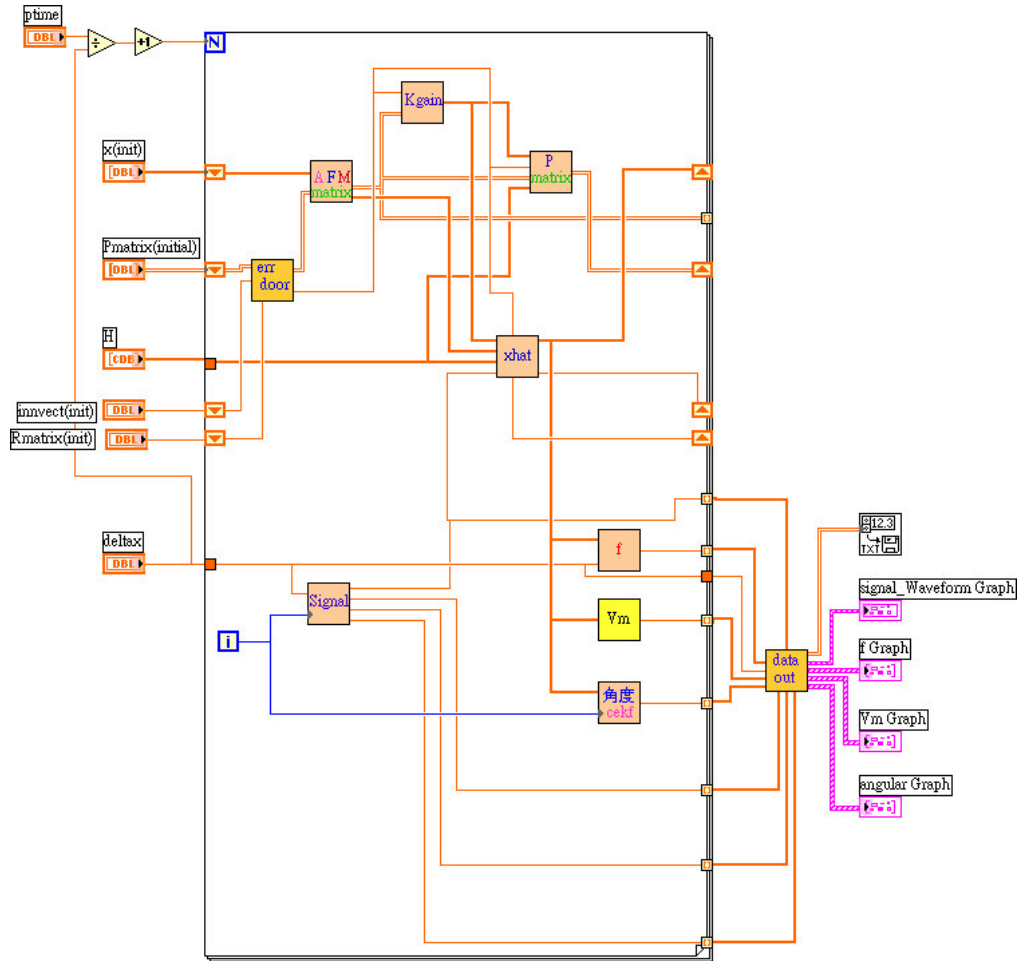 ptime
DBL
÷
+1
N
Kgain
x(init)
[DBL]
A F M
matrix
P
matrix
Pmatrix(initial)
[DBL]
err
door
H
[CDB]
xhat
innvect(init)
DBL
Rmatrix(init)
DBL
deltax
DBL
f
12.3
TXT
signal_Waveform Graph
Signal
Vm
i
f Graph
data
out
角度
cekf
Vm Graph
angular Graph